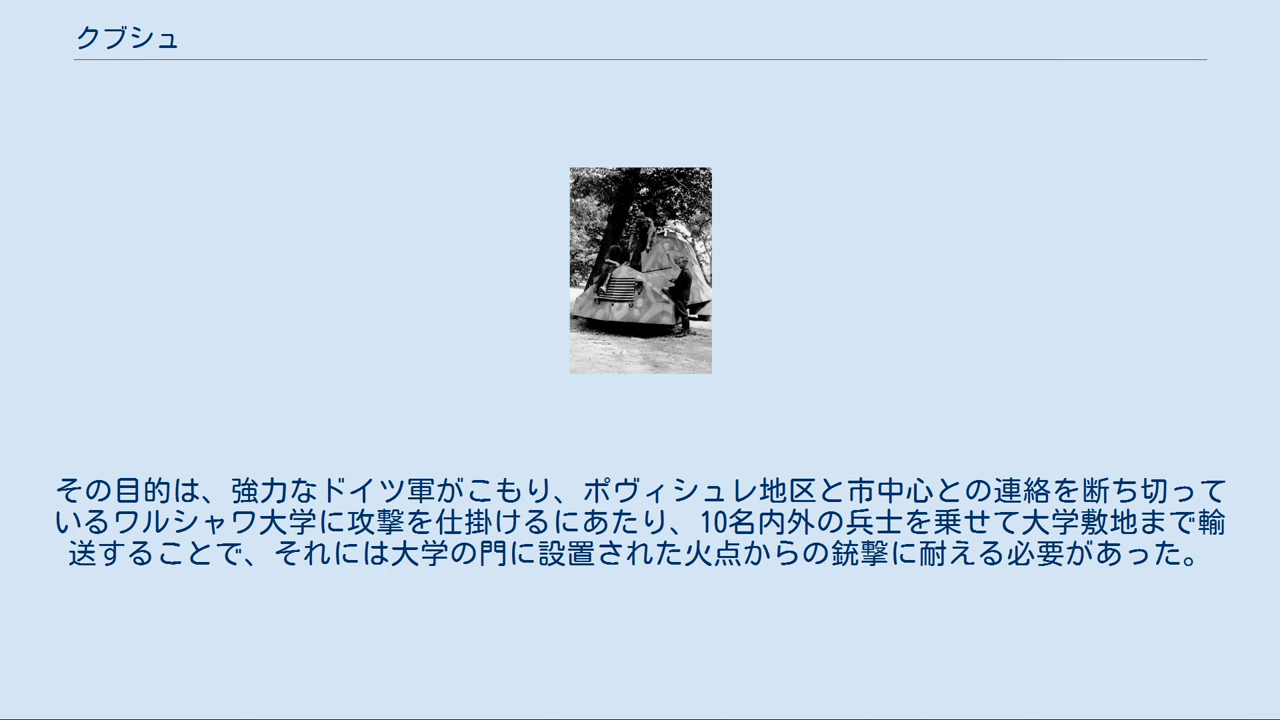 クブシュ
その目的は、強力なドイツ軍がこもり、ポヴィシュレ地区と市中心との連絡を断ち切って
いるワルシャワ大学に攻撃を仕掛けるにあたり、10名内外の兵士を乗せて大学敷地まで輸
送することで、それには大学の門に設置された火点からの銃撃に耐える必要があった。